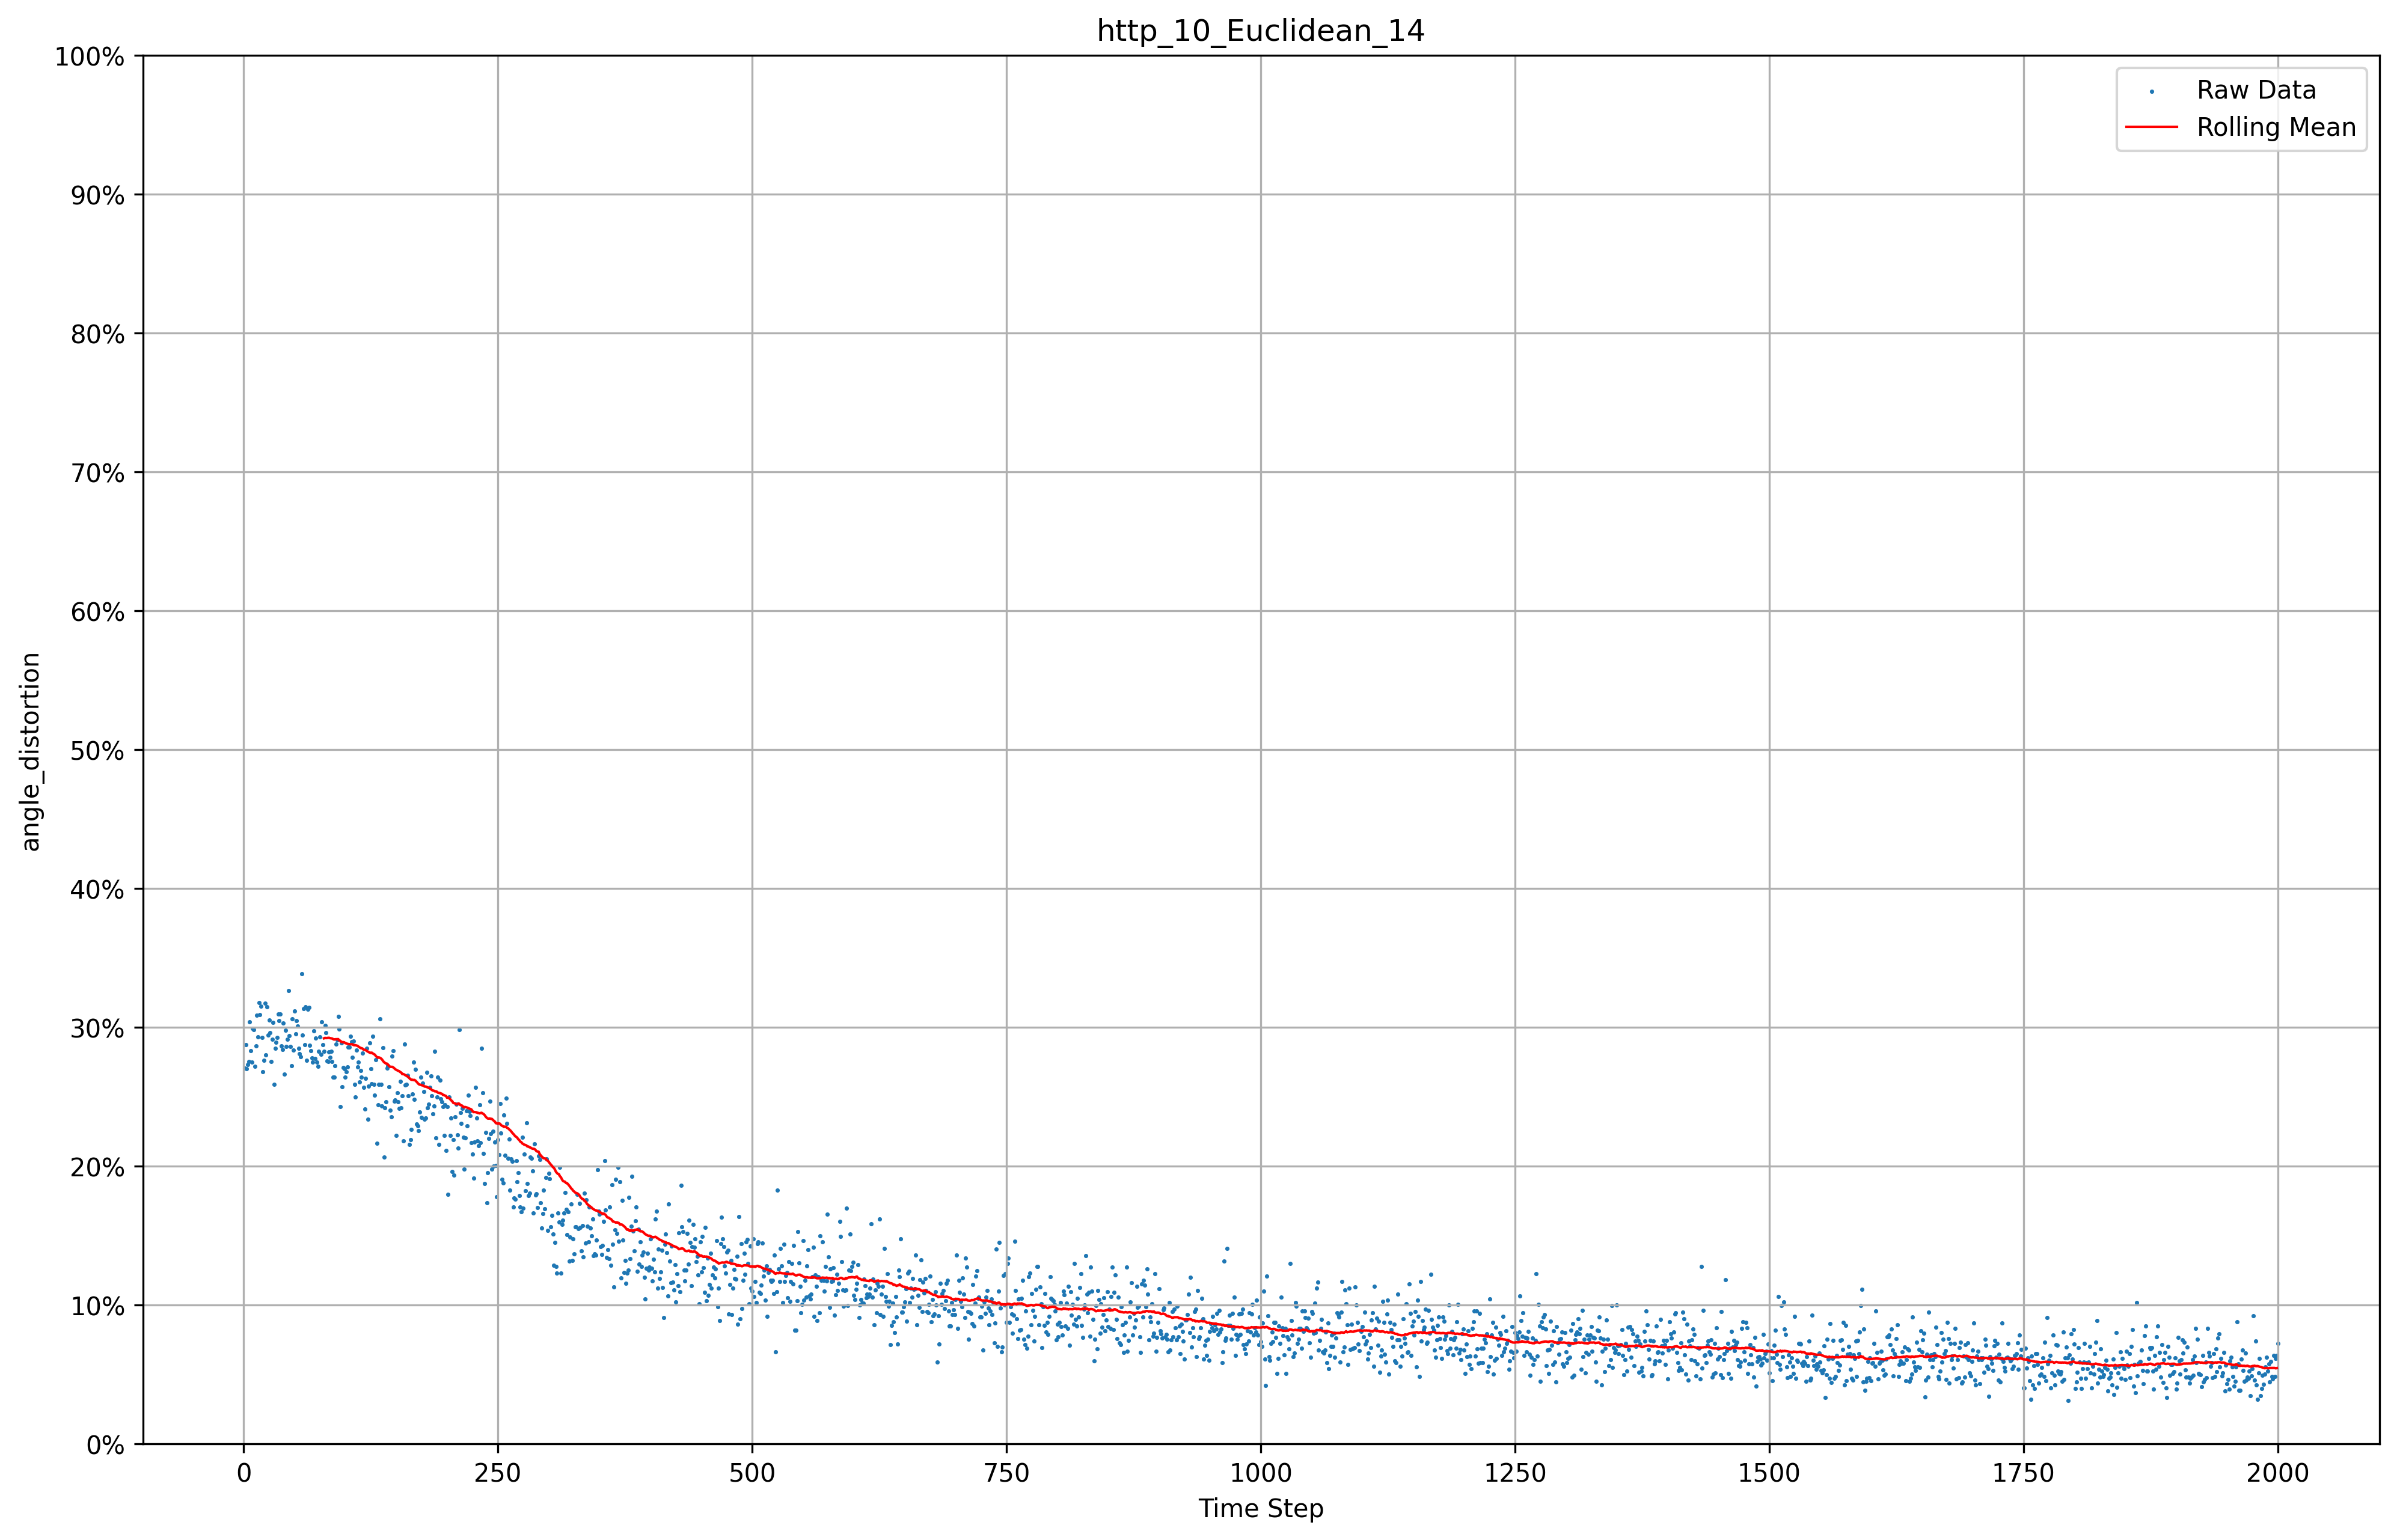 http_10_Euclidean_14
100%
90%
80%
70%
60%
50%
40%
30%
20%
10%
0%
angle_distortion
Raw Data
Rolling Mean
0 250 500 750 1000 1250 1500 1750 2000
Time Step